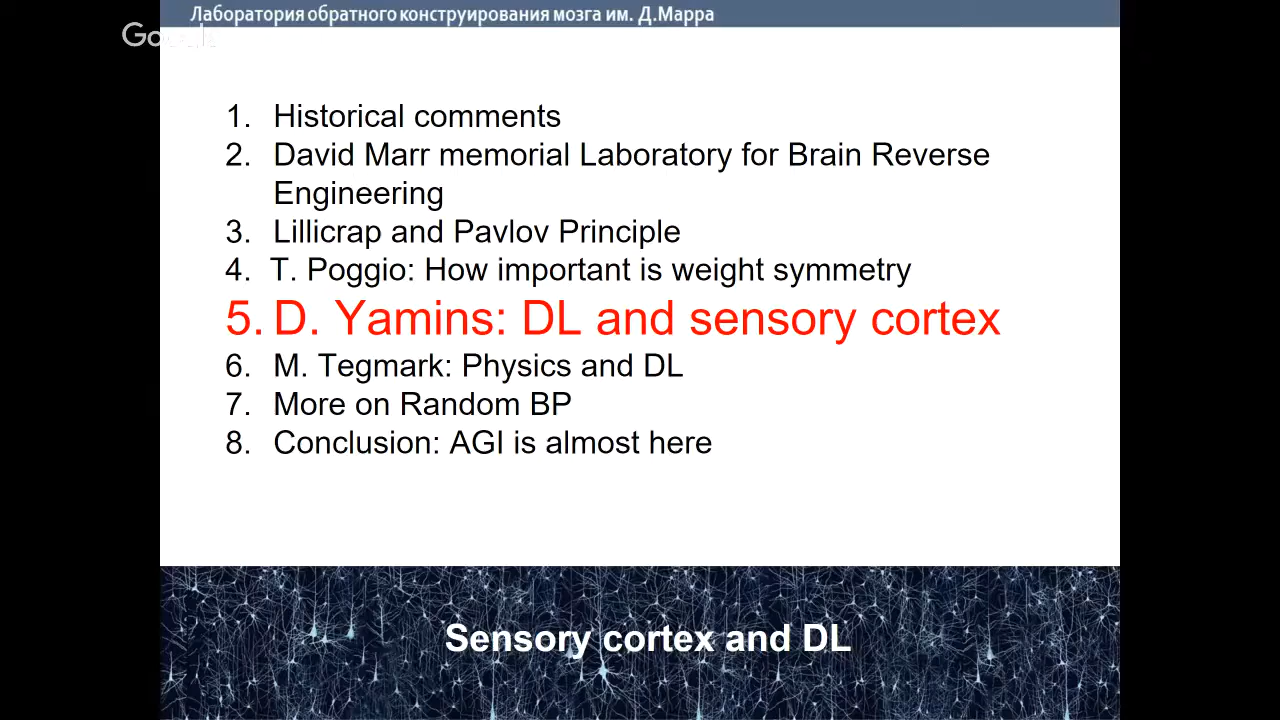 Лаборатория обратного конструирования мозга им. Д.Марра
1. Historical comments
2. David Marr memorial Laboratory for Brain Reverse
Engineering
3. Lillicrap and Pavlov Principle
4. T. Poggio: How important is weight symmetry
5. D. Yamins: DL and sensory cortex
6. M. Tegmark: Physics and DL
7. More on Random BP
8. Conclusion: AGI is almost here
Sensory cortex and DL